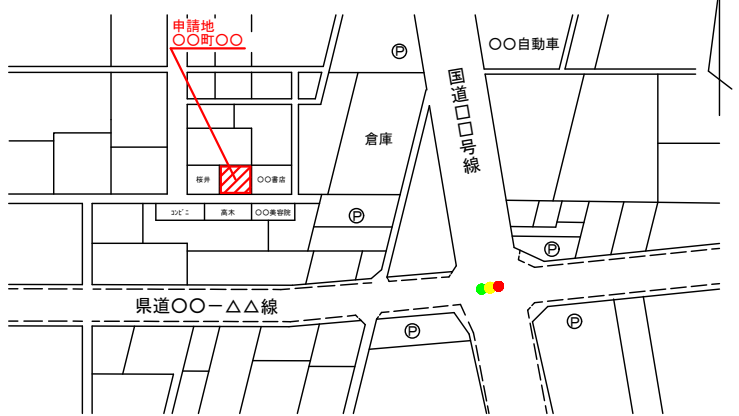 申請地
〇〇町〇〇
Ⓟ
〇〇自動車
国道□□号線
倉庫
桜井
〇〇書店
コンビニ
高木
〇〇美容院
Ⓟ
Ⓟ
県道〇〇－△△線
Ⓟ
Ⓟ